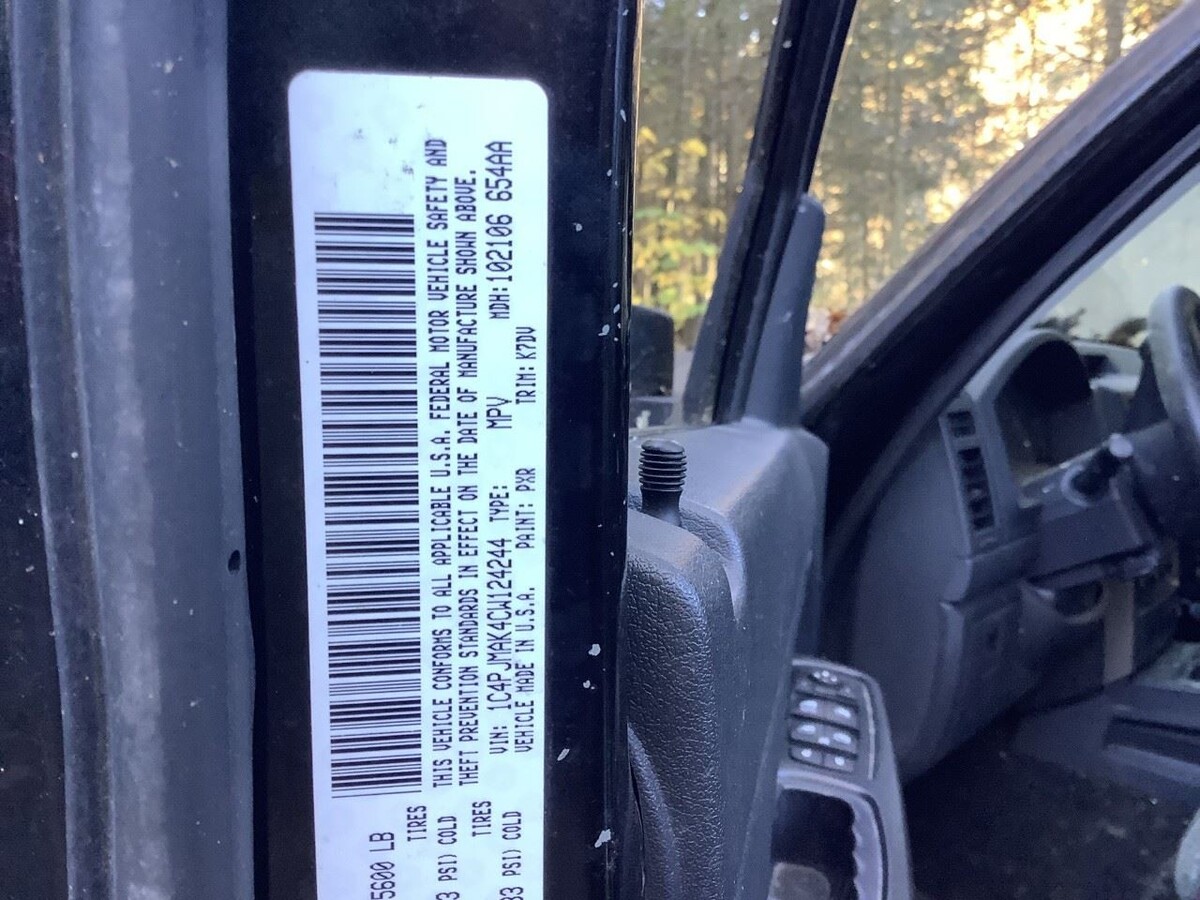 5600 LB
TIRES
3 PSI) COLD
TIRES
33 PSI) COLD
THIS VEHICLE CONFORMS TO ALL APPLICABLE U.S.A. FEDERAL MOTOR VEHICLE SAFETY AND
THEFT PREVENTION STANDARDS IN EFFECT ON THE DATE OF MANUFACTURE SHOWN ABOVE.
VIN: 1C4PJMAK4CW124244 TYPE: MPV MDH:102106 654AA
VEHICLE MADE IN U.S.A. PAINT: PXR TRIM: K7DV